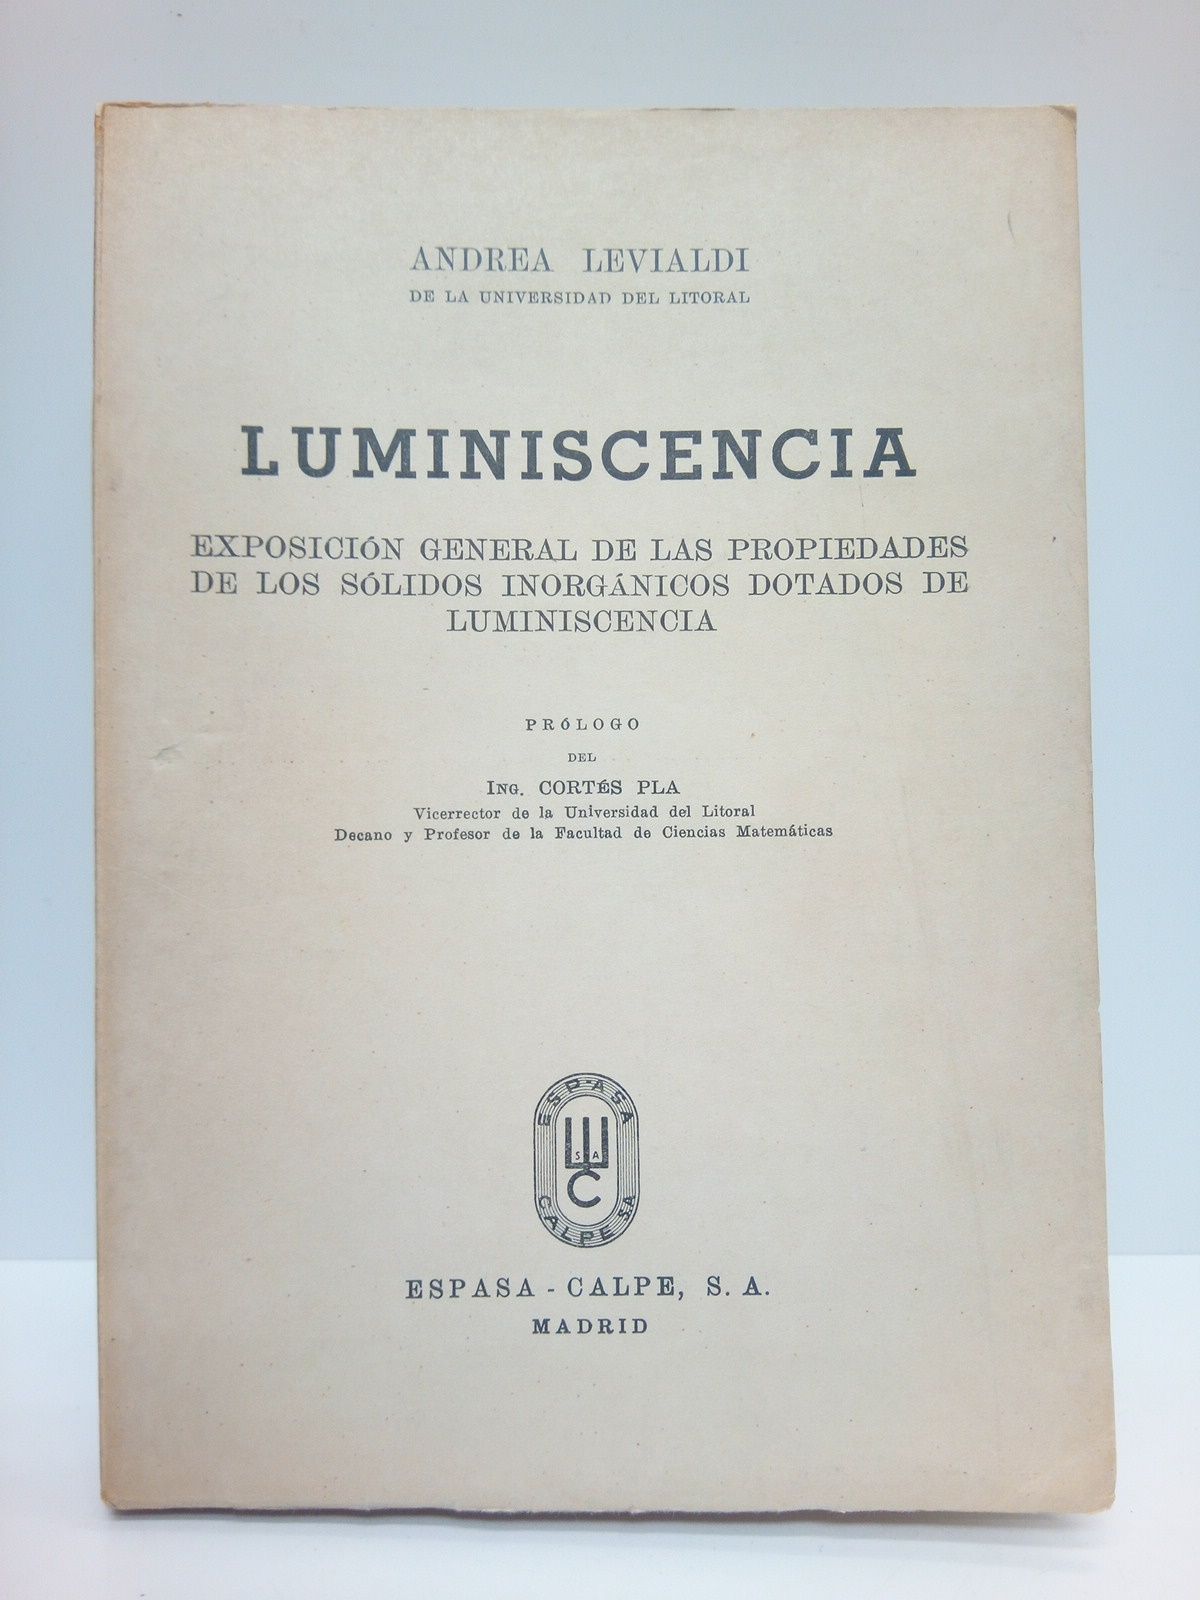 ANDREA LEVIALDI
DE LA UNIVERSIDAD DEL LITORAL
LUMINISCENCIA
EXPOSICIÓN GENERAL DE LAS PROPIEDADES
DE LOS SÓLIDOS INORGÁNICOS DOTADOS DE
LUMINISCENCIA
PRÓLOGO
DEL
ING. CORTÉS PLA
Vicerrector de la Universidad del Litoral
Decano y Profesor de la Facultad de Ciencias Matemáticas
ESPASA
S A
C
CALPE S.A
ESPASA - CALPE, S. A.
MADRID